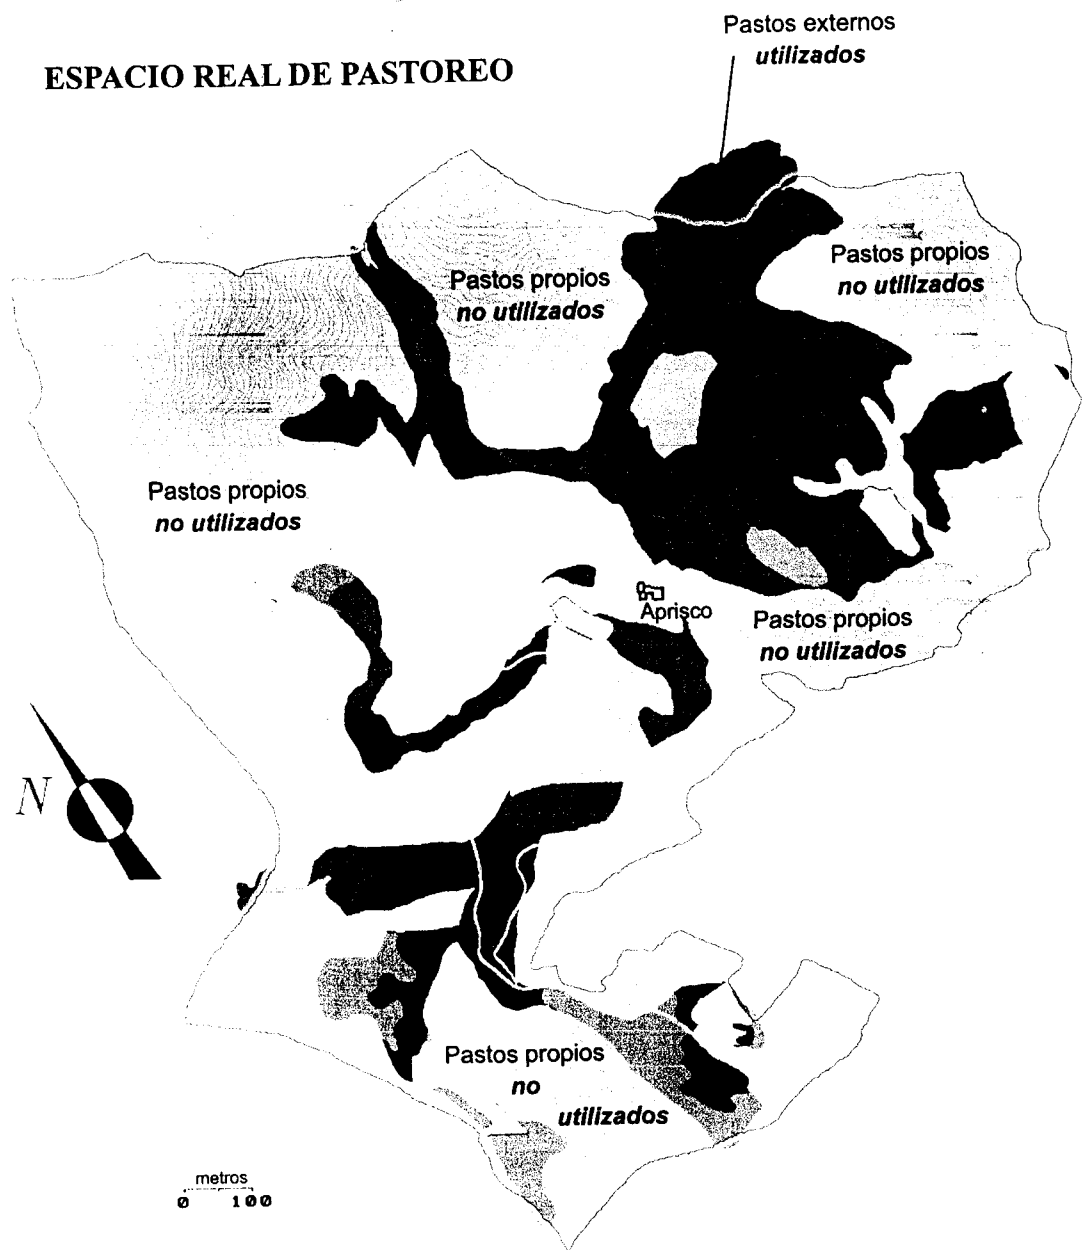 Pastos externos
utilizados
ESPACIO REAL DE PASTOREO
Pastos propios
no utilizados
Pastos propios
no utilizados
Pastos propios
no utilizados
Aprisco
Pastos propios
no utilizados
N
Pastos propios
no
utilizados
metros
0 100